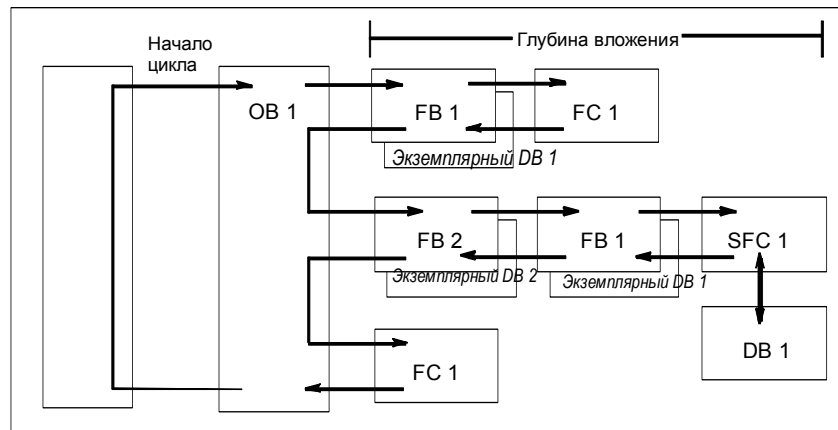 Начало
цикла
Глубина вложения
OB 1
FB 1
FC 1
Экземплярный DB 1
FB 2
FB 1
SFC 1
Экземплярный DB 2
Экземплярный DB 1
DB 1
FC 1